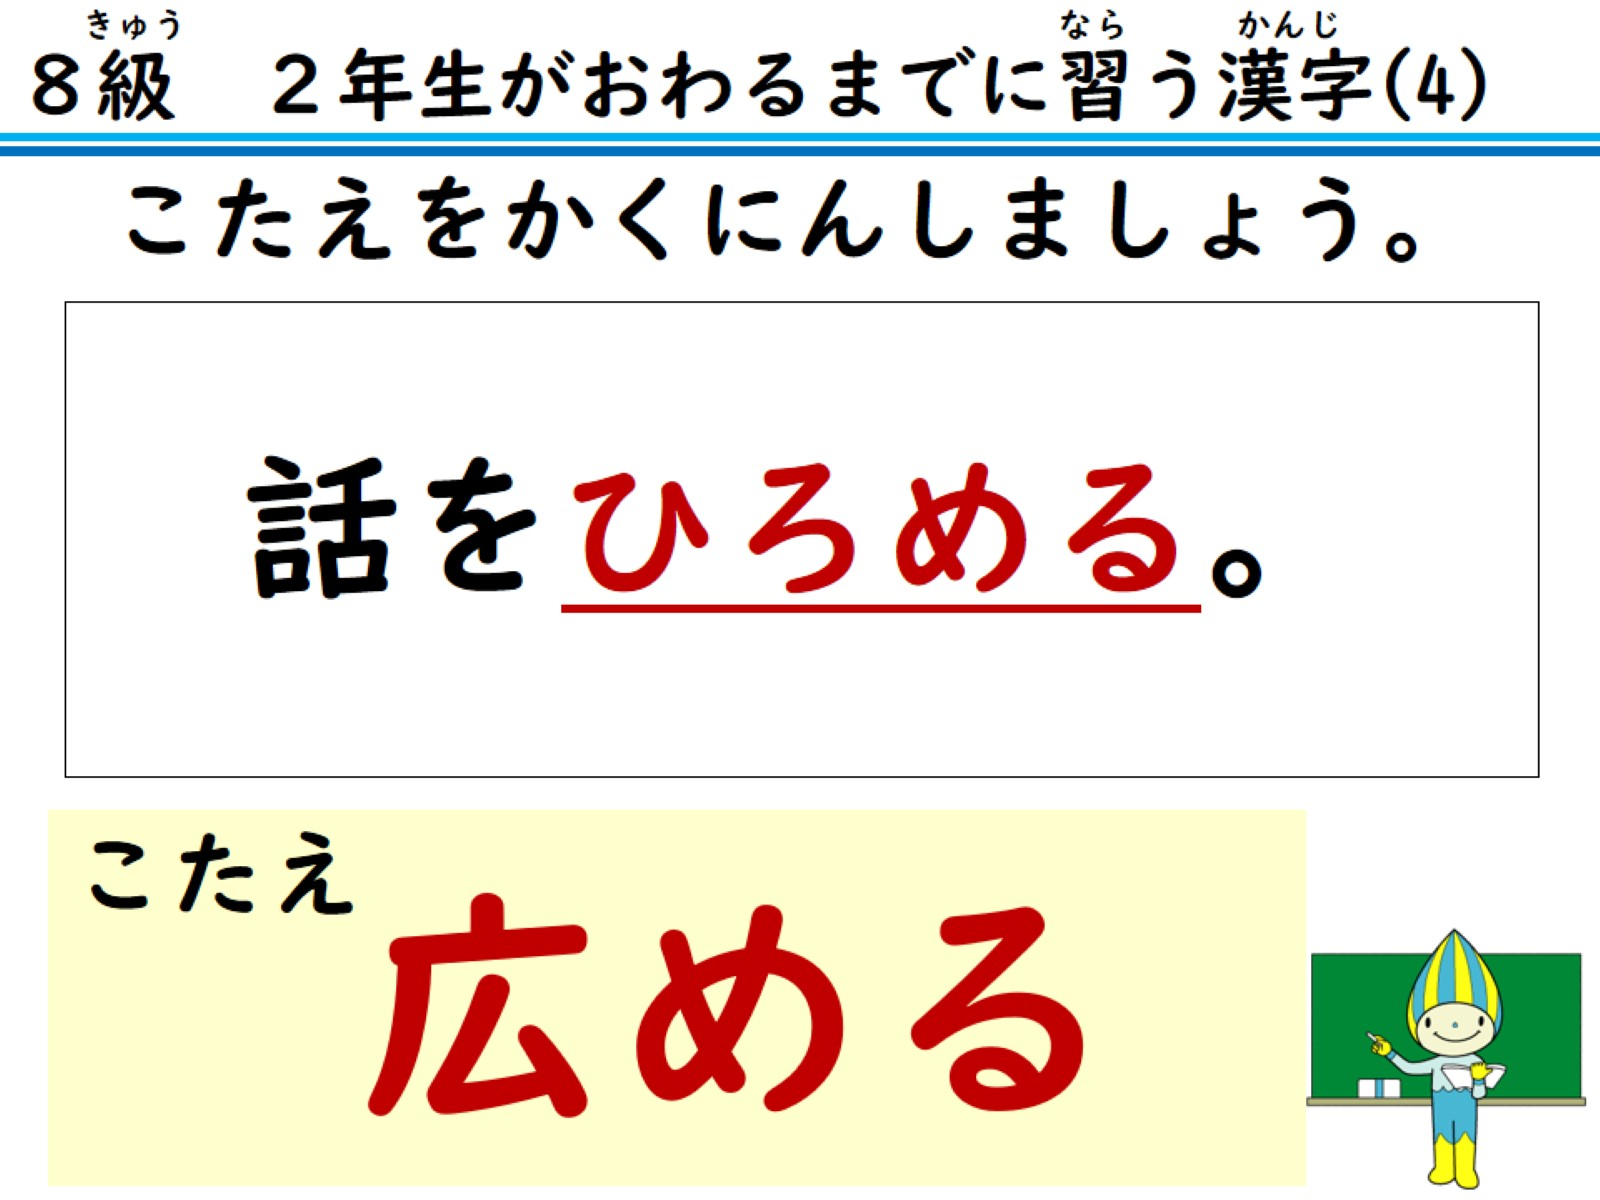 きゅう なら かんじ
８級 ２年生がおわるまでに習う漢字(4)
こたえをかくにんしましょう。
話をひろめる。
こたえ
広める